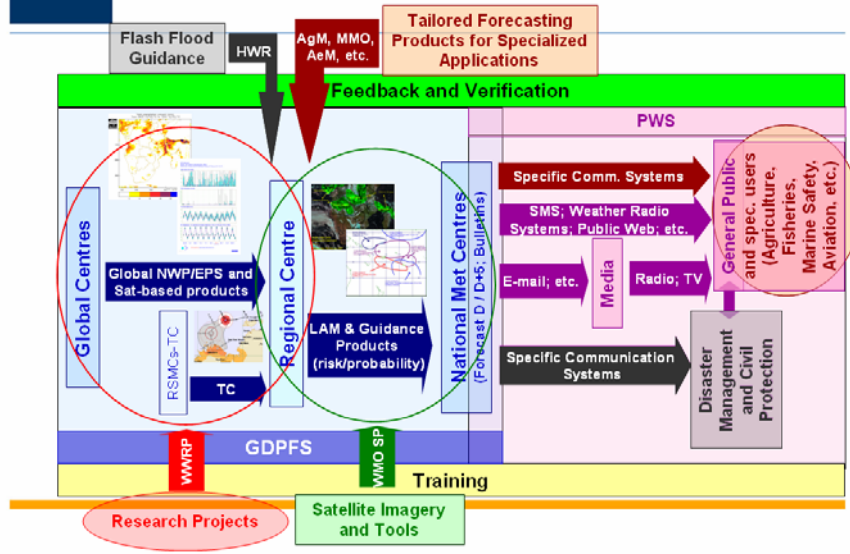 Flash Flood
Guidance
HWR
AgM, MMO,
AeM, etc.
Tailored Forecasting
Products for Specialized
Applications
Feedback and Verification
PWS
Global Centres
Global NWP/EPS and
Sat-based products
RSMCs-TC
TC
Regional Centre
LAM & Guidance
Products
(risk/probability)
National Met Centres
(Forecast D / D+5; Bulletins)
Specific Comm. Systems
SMS; Weather Radio
Systems; Public Web; etc.
E-mail; etc.
Media
Radio; TV
General Public
and spec. users
(Agriculture,
Fisheries,
Marine Safety,
Aviation, etc.)
Specific Communication
Systems
Disaster
Management
and Civil
Protection
GDPFS
WWRP
WMO SP
Training
Research Projects
Satellite Imagery
and Tools